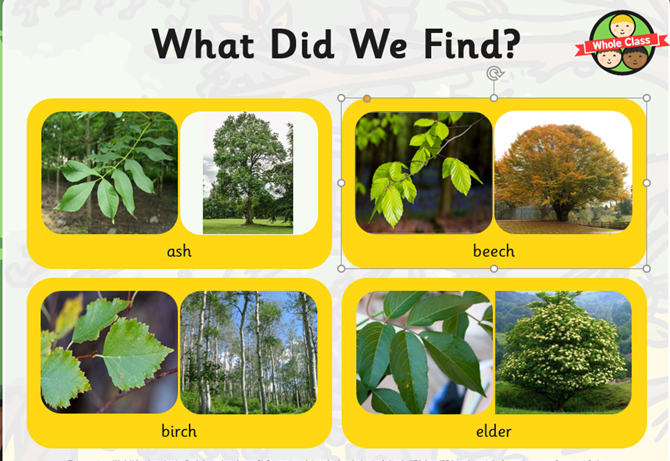 What Did We Find?
Whole Class
ash
beech
birch
elder